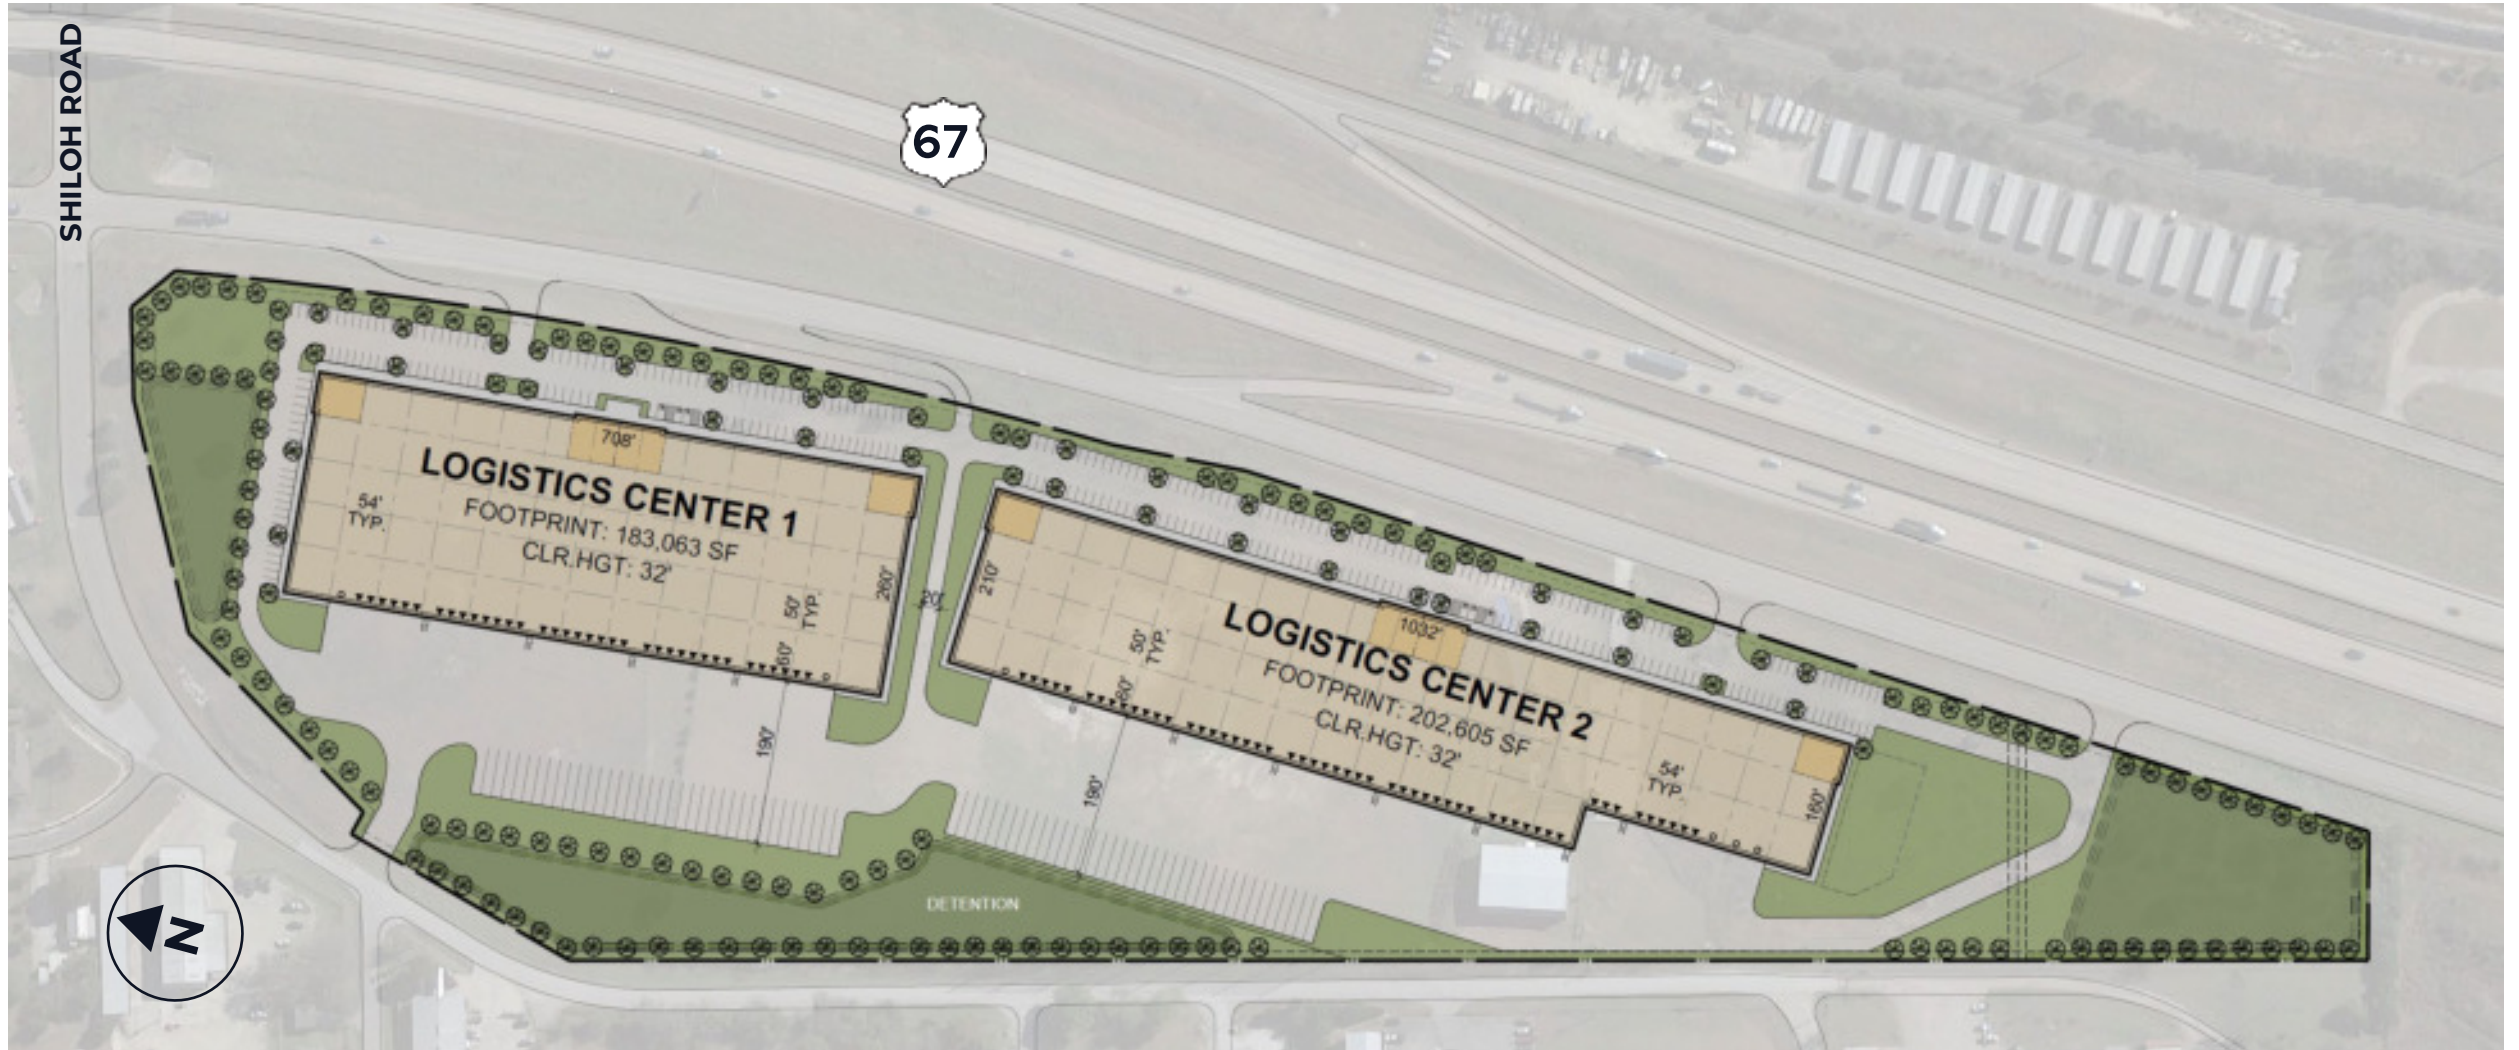 SHILOH ROAD
67
708'
LOGISTICS CENTER 1
FOOTPRINT: 183,063 SF
CLR.HGT: 32'
54'
TYP.
50'
TYP.
260'
60'
190'
20'
210'
50'
TYP.
60'
190'
1032'
LOGISTICS CENTER 2
FOOTPRINT: 202,605 SF
CLR.HGT: 32'
54'
TYP.
160'
DETENTION
N